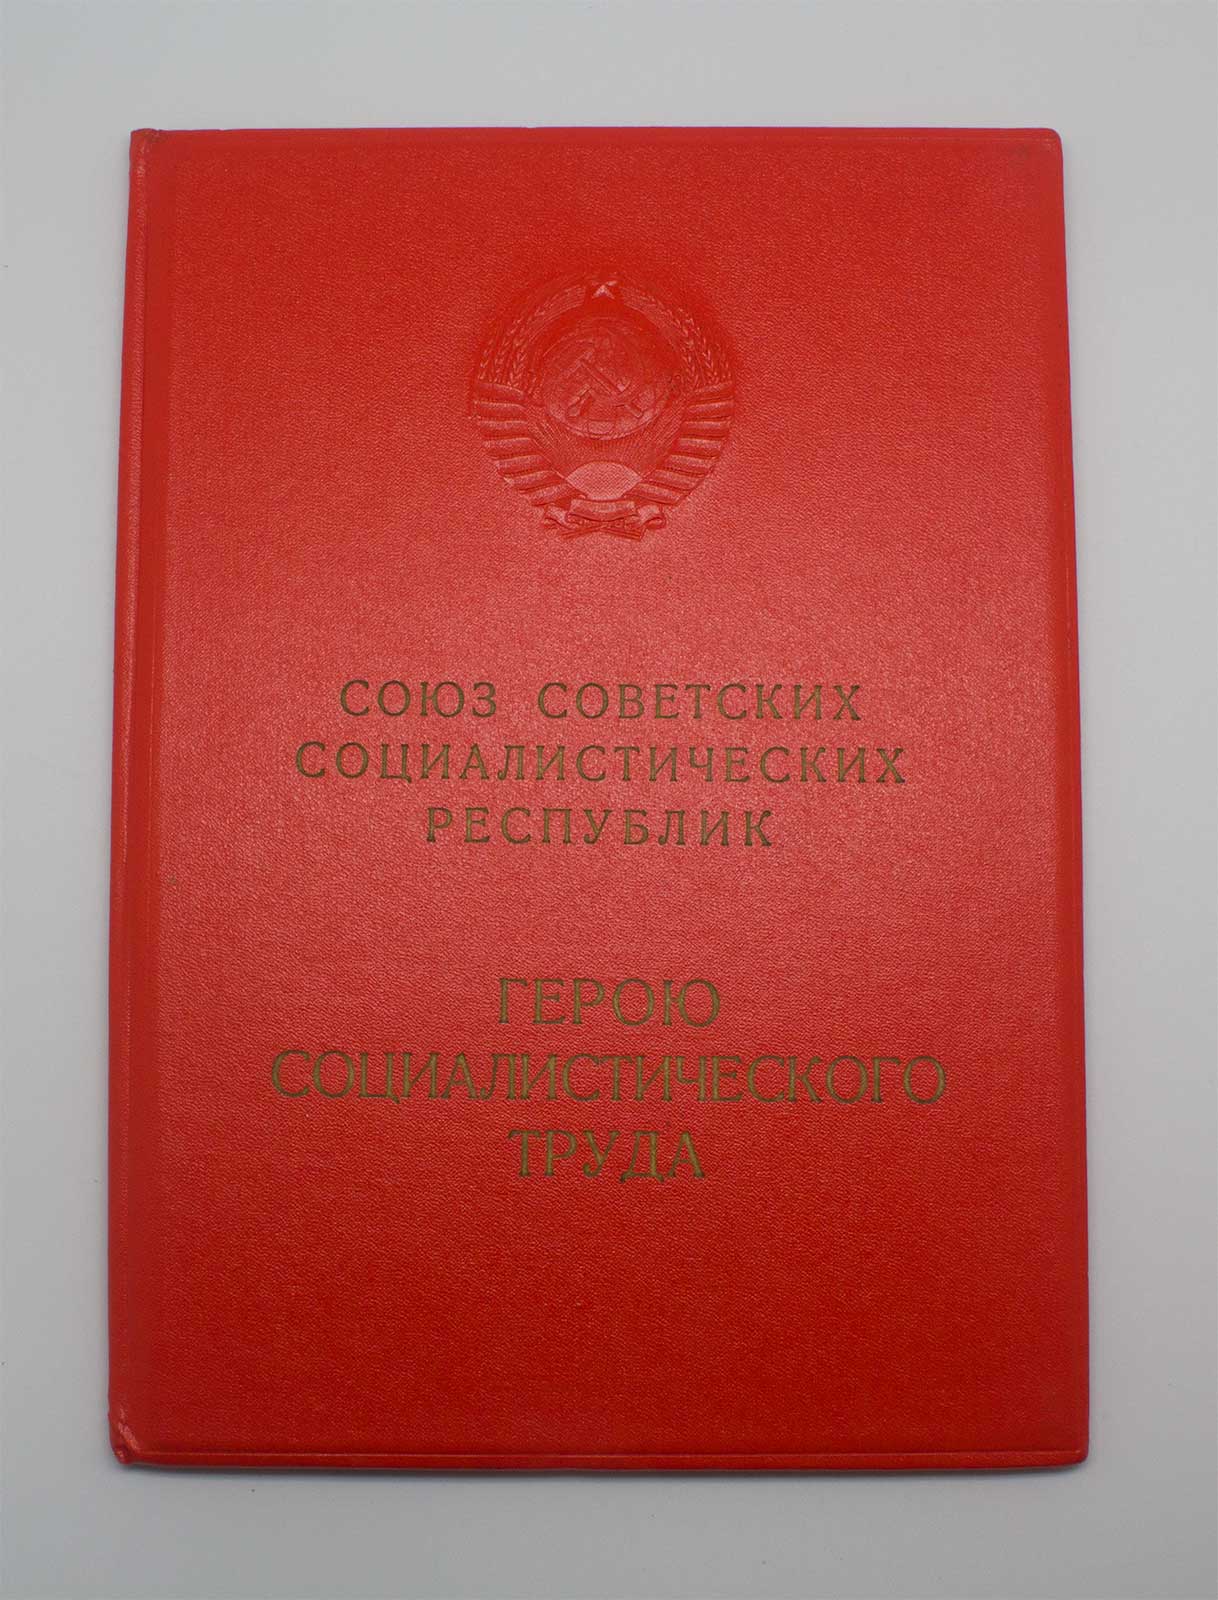 СОЮЗ СОВЕТСКИХ
СОЦИАЛИСТИЧЕСКИХ
РЕСПУБЛИК
ГЕРОЮ
СОЦИАЛИСТИЧЕСКОГО
ТРУДА